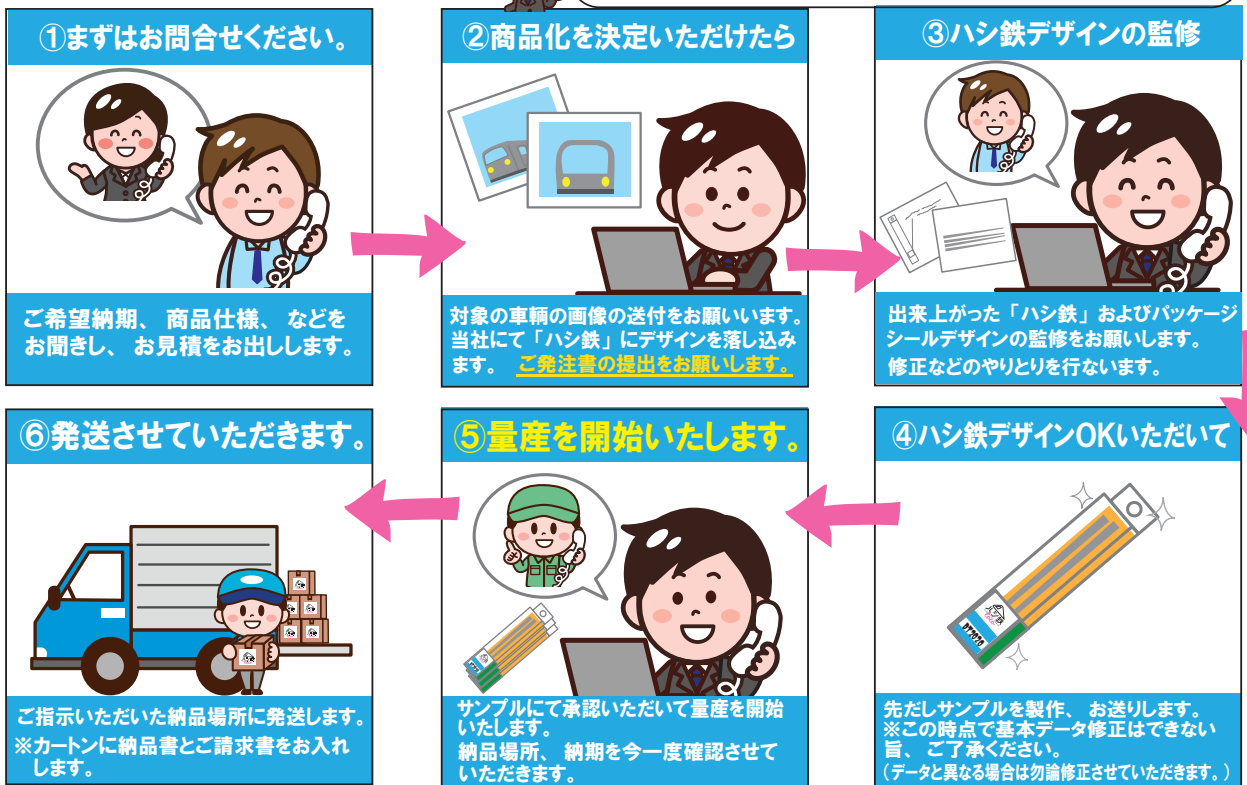 ①まずはお問合せください。
ご希望納期、商品仕様、などを
お聞きし、お見積をお出しします。
②商品化を決定いただけたら
対象の車輌の画像の送付をお願いいます。
当社にて「ハシ鉄」にデザインを落し込み
ます。 ご発注書の提出をお願いします。
③ハシ鉄デザインの監修
出来上がった「ハシ鉄」およびパッケージ
シールデザインの監修をお願いします。
修正などのやりとりを行ないます。
④ハシ鉄デザインOKいただいて
ハシ鉄
DT2020
先だしサンプルを製作、お送りします。
※この時点で基本データ修正はできない
旨、ご了承ください。
(データと異なる場合は勿論修正させていただきます。)
⑤量産を開始いたします。
サンプルにて承認いただいて量産を開始
いたします。
納品場所、納期を今一度確認させて
いただきます。
⑥発送させていただきます。
ご指示いただいた納品場所に発送します。
※カートンに納品書とご請求書をお入れ
します。